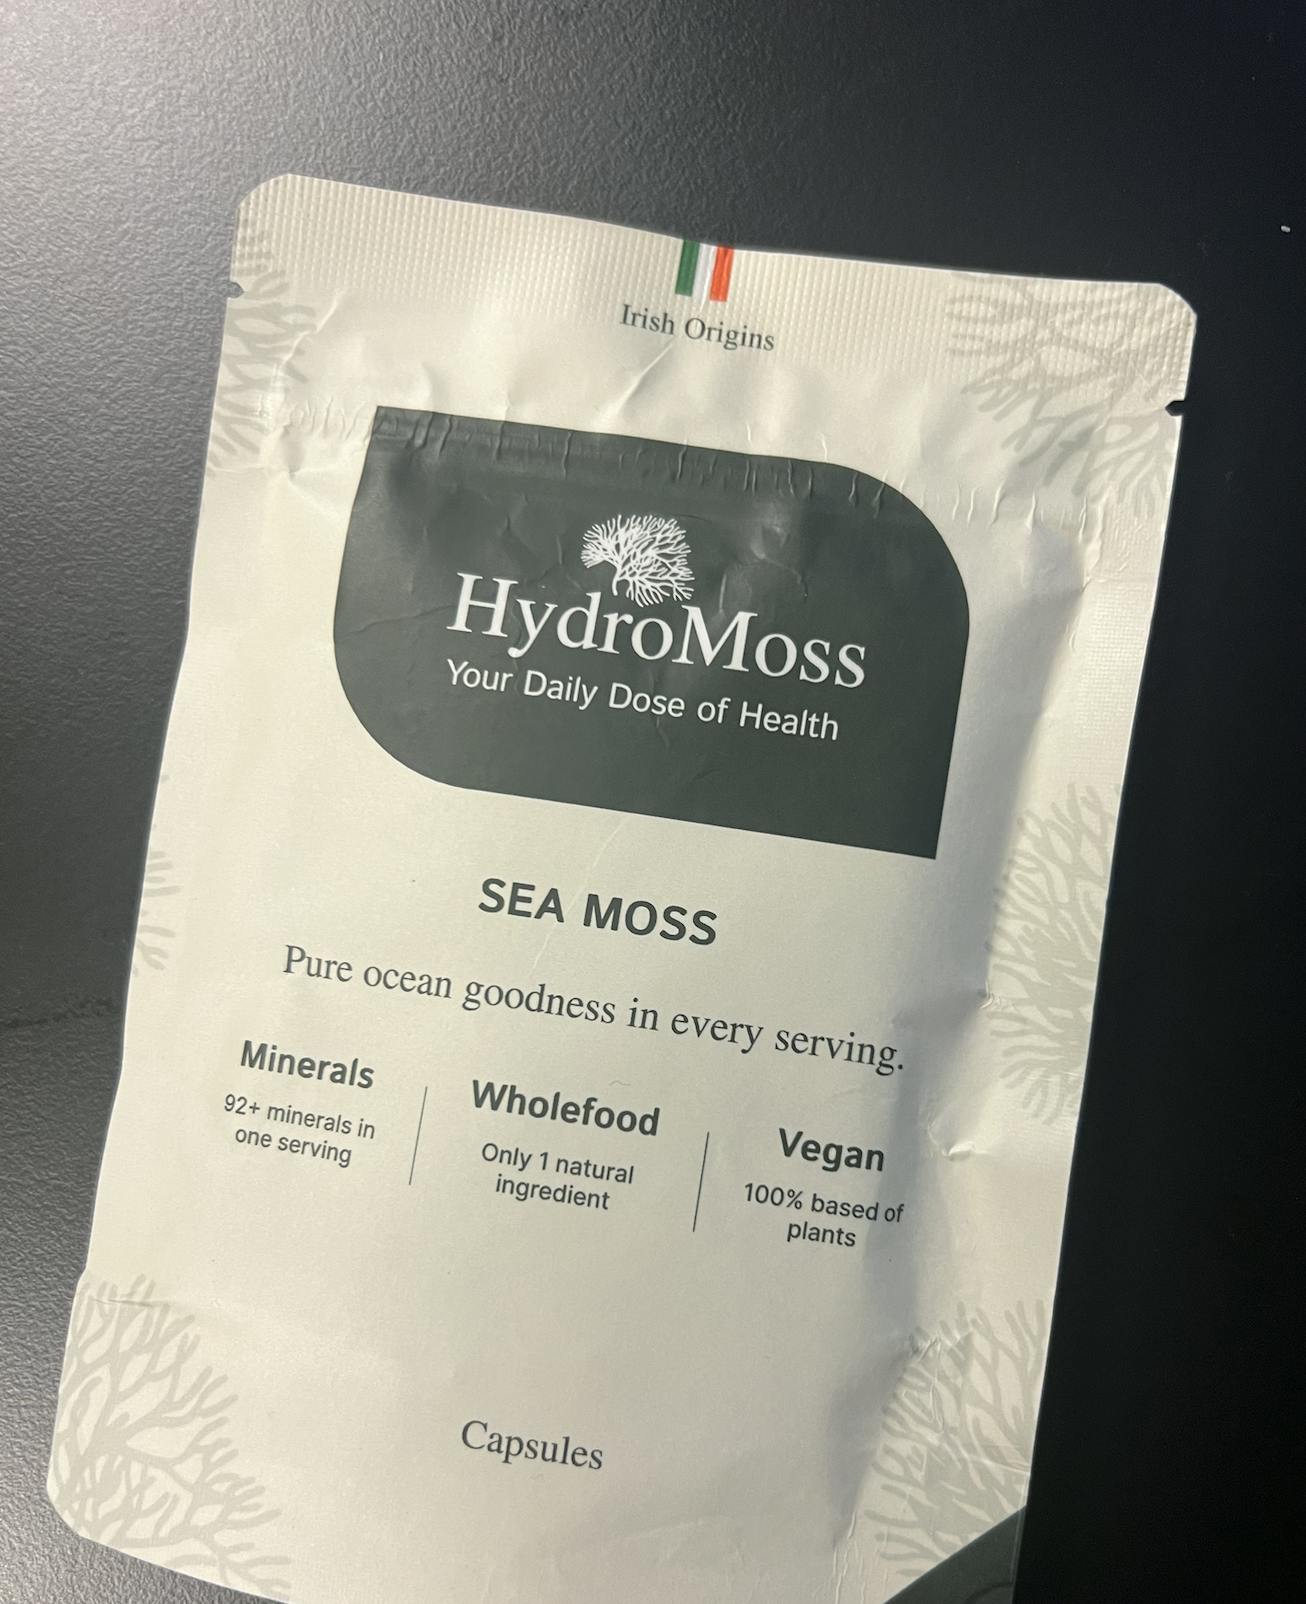 Irish Origins
HydroMoss
Your Daily Dose of Health
SEA MOSS
Pure ocean goodness in every serving.
Minerals
92+ minerals in
one serving
Wholefood
Only 1 natural
ingredient
Vegan
100% based of
plants
Capsules